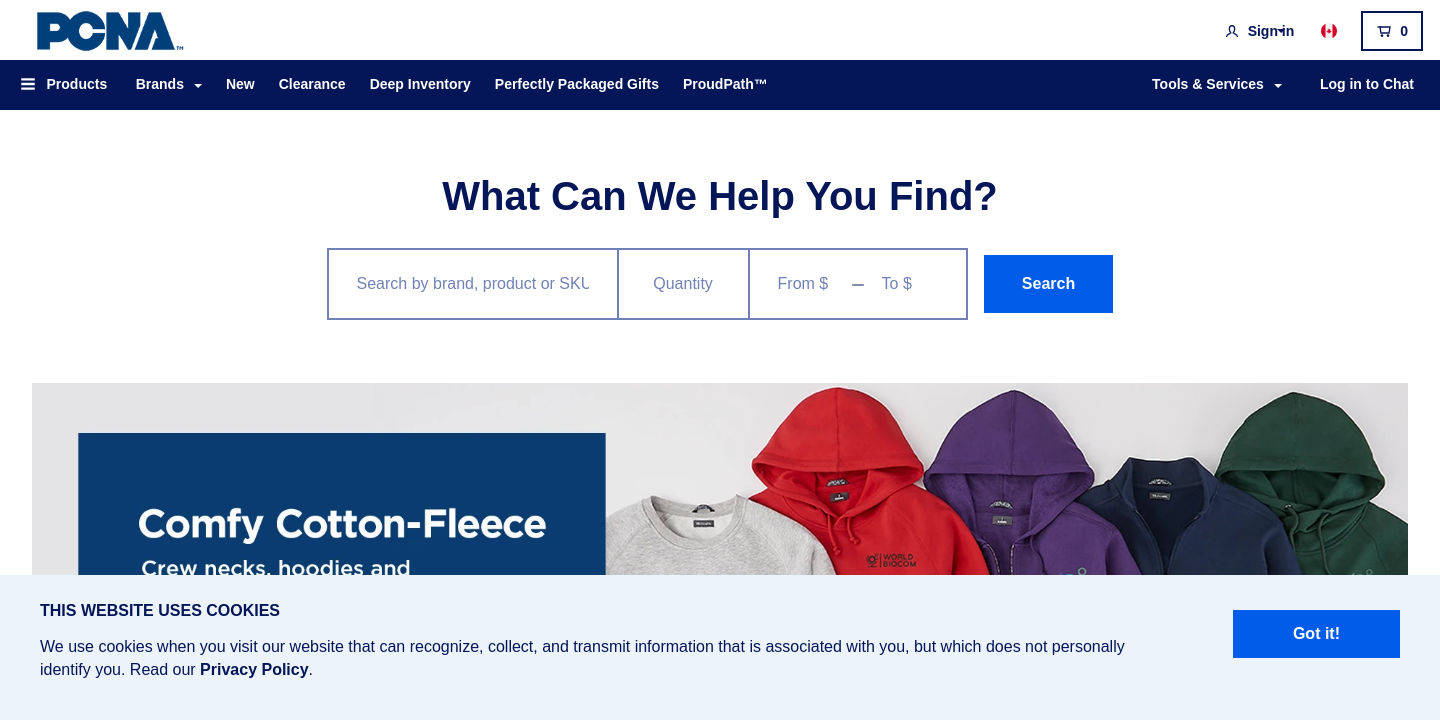 PCNA™
Sign in
0
Products Brands New Clearance Deep Inventory Perfectly Packaged Gifts ProudPath™ Tools & Services Log in to Chat
What Can We Help You Find?
Search by brand, product or SKU Quantity From $ – To $ Search
Comfy Cotton-Fleece
Crew necks, hoodies and
WORLD
BIOCOM
THIS WEBSITE USES COOKIES
We use cookies when you visit our website that can recognize, collect, and transmit information that is associated with you, but which does not personally
identify you. Read our Privacy Policy.
Got it!